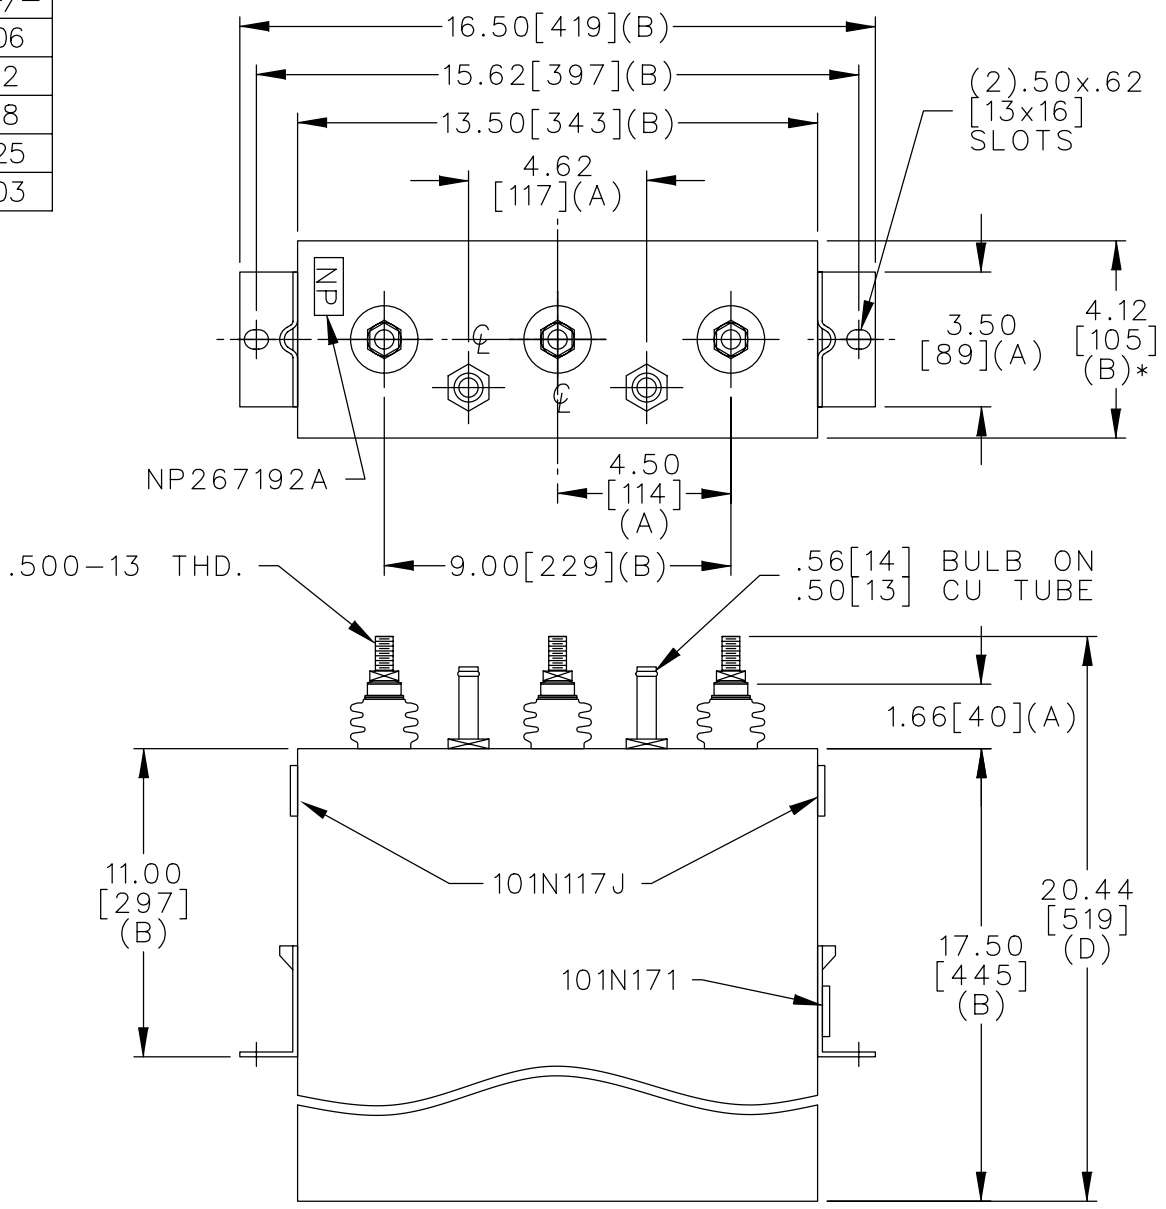 06
2
8
25
03
16.50[419](B)
15.62[397](B)
13.50[343](B)
4.62
[117](A)
(2).50x.62
[13x16]
SLOTS
NP
3.50
[89](A)
4.12
[105]
(B)*
CL
CL
NP267192A
4.50
[114]
(A)
.500-13 THD.
9.00[229](B)
.56[14] BULB ON
.50[13] CU TUBE
1.66[40](A)
11.00
[297]
(B)
101N117J
20.44
[519]
(D)
17.50
[445]
(B)
101N171